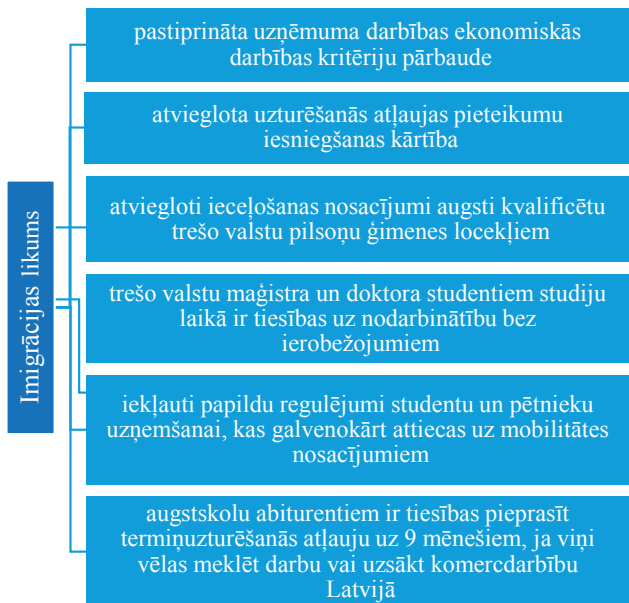 Imigrācijas likums
pastiprināta uzņēmuma darbības ekonomiskās
darbības kritēriju pārbaude
atvieglota uzturēšanās atļaujas pieteikumu
iesniegšanas kārtība
atviegloti ieceļošanas nosacījumi augsti kvalificētu
trešo valstu pilsoņu ģimenes locekļiem
trešo valstu maģistra un doktora studentiem studiju
laikā ir tiesības uz nodarbinātību bez
ierobežojumiem
iekļauti papildu regulējumi studentu un pētnieku
uzņemšanai, kas galvenokārt attiecas uz mobilitātes
nosacījumiem
augstskolu abiturentiem ir tiesības pieprasīt
termiņuzturēšanās atļauju uz 9 mēnešiem, ja viņi
vēlas meklēt darbu vai uzsākt komercdarbību
Latvijā